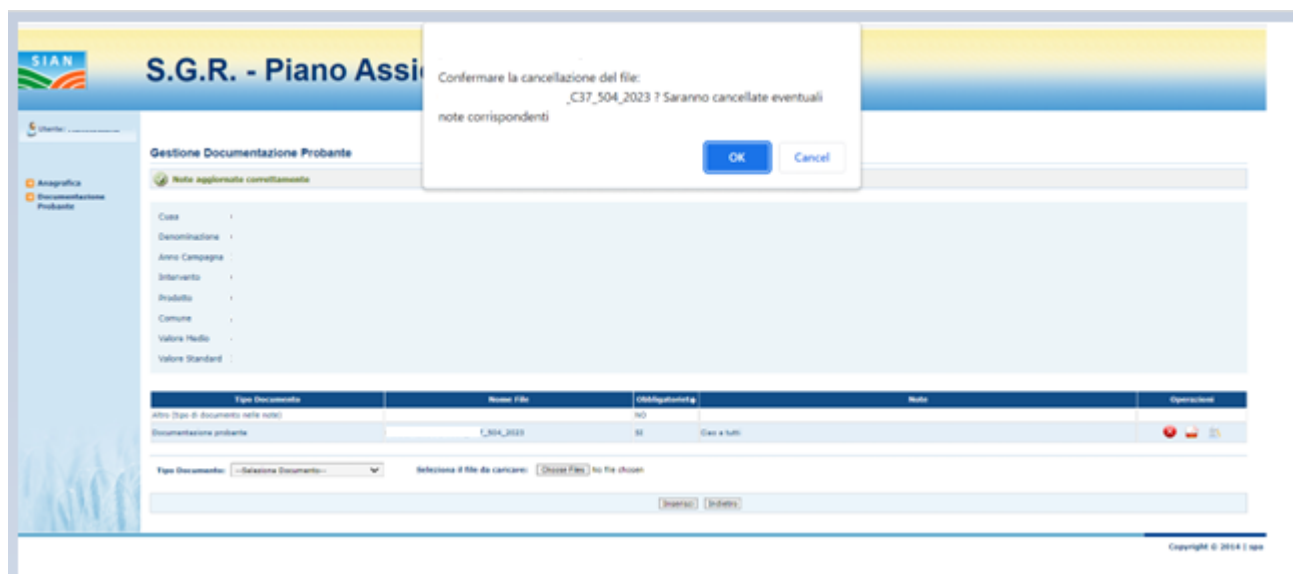 SIAN
S.G.R. - Piano Assi
Confermare la cancellazione del file:
_C37_504_2023 ? Saranno cancellate eventuali
note corrispondenti
OK Cancel
Utente:
Gestione Documentazione Probante
Note aggiornate correttamente
Anagrafica
Documentazione
Probante
Cuaa
Denominazione
Anno Campagna
Intervento
Prodotto
Comune
Valore Medio
Valore Standard
Tipo Documento Nome File Obbligatorietà Note Operazioni
Altro (tipo di documento nelle note) NO
Documentazione probante _504_2023 SI Ciao a tutti
Tipo Documento: --Seleziona Documento-- Seleziona il file da caricare: Choose Files No file chosen
Inserisci Indietro
Copyright © 2014 | spa